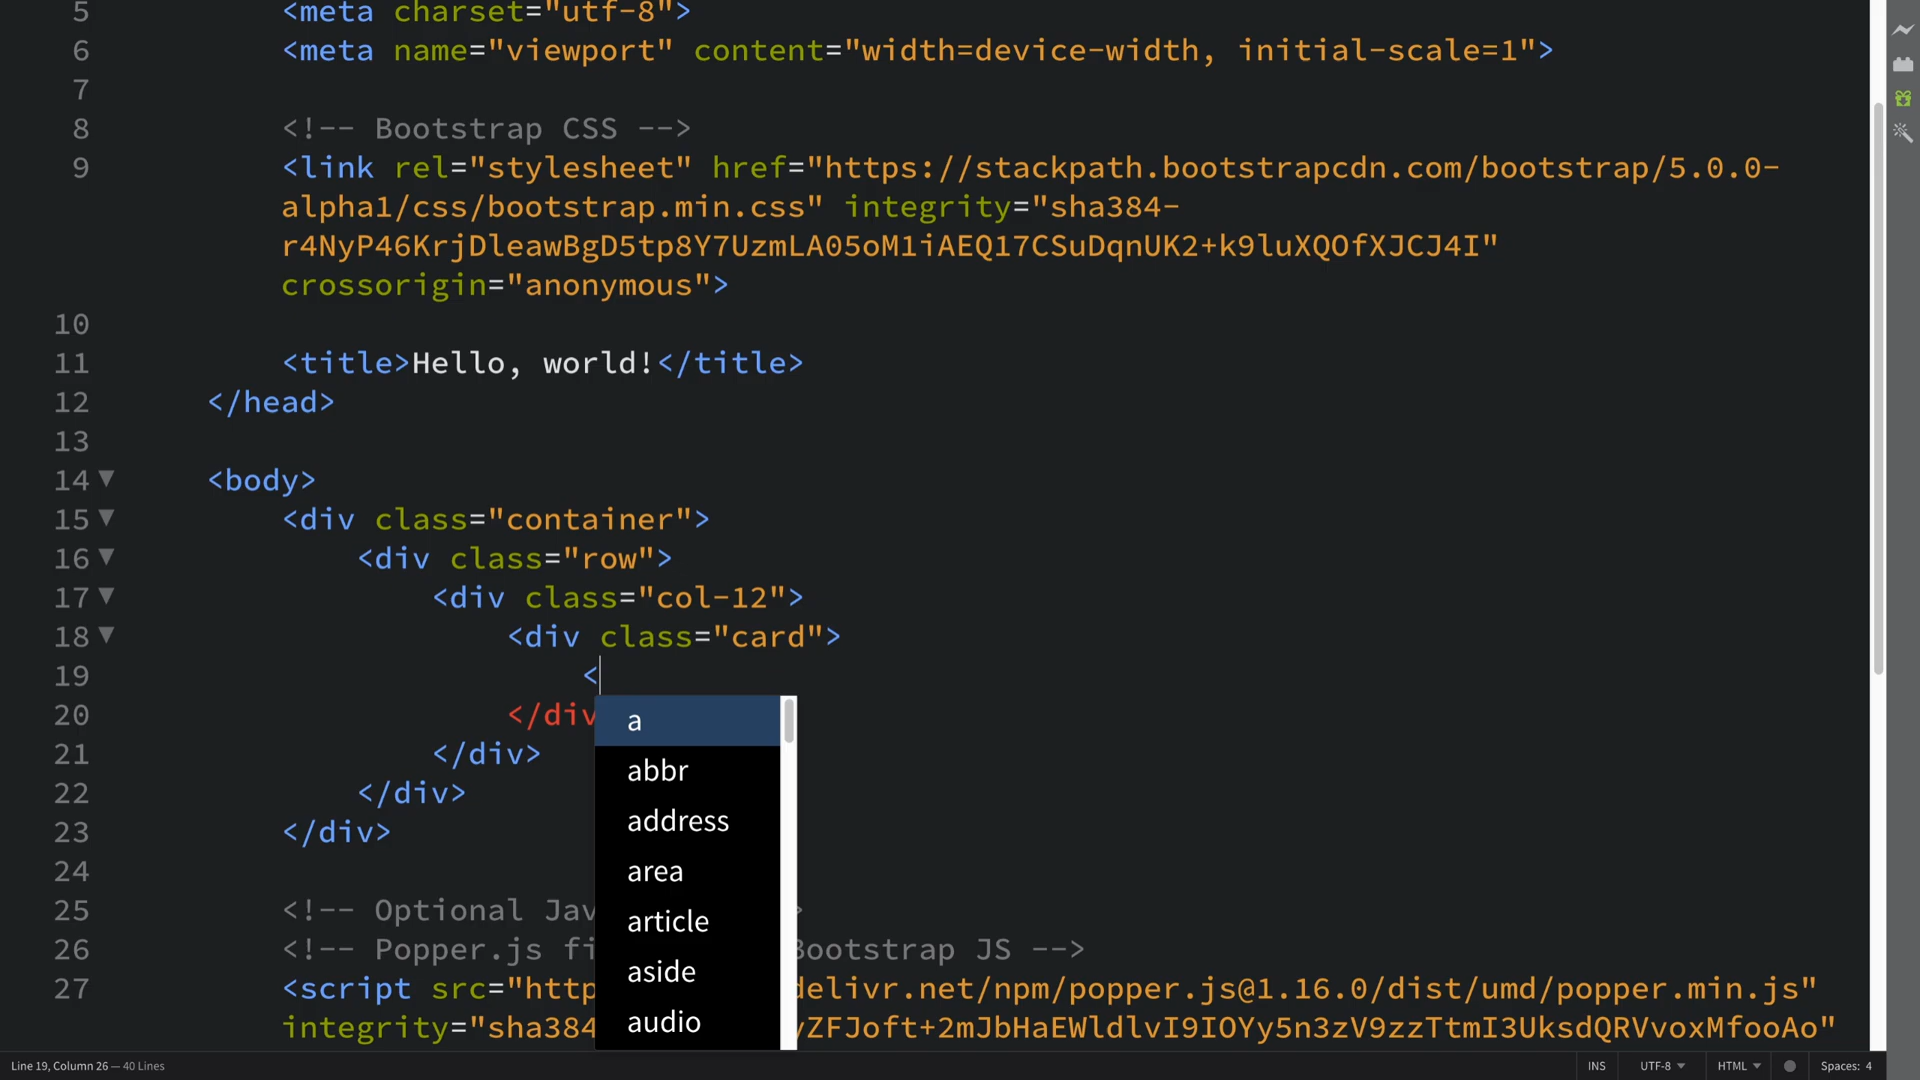 5 <meta charset="utf-8">
6 <meta name="viewport" content="width=device-width, initial-scale=1">
7
8 <!-- Bootstrap CSS -->
9 <link rel="stylesheet" href="https://stackpath.bootstrapcdn.com/bootstrap/5.0.0-
alpha1/css/bootstrap.min.css" integrity="sha384-
r4NyP46KrjDleawBgD5tp8Y7UzmLA05oM1iAEQ17CSuDqnUK2+k9luXQOfXJCJ4I"
crossorigin="anonymous">
10
11 <title>Hello, world!</title>
12 </head>
13
14 <body>
15 <div class="container">
16 <div class="row">
17 <div class="col-12">
18 <div class="card">
19 <
20 </div
21 </div>
22 </div>
23 </div>
24
25 <!-- Optional Jav >
26 <!-- Popper.js fi Bootstrap JS -->
27 <script src="http delivr.net/npm/popper.js@1.16.0/dist/umd/popper.min.js"
integrity="sha384 yZFJoft+2mJbHaEWldlvI9IOYy5n3zV9zzTtmI3UksdQRVvoxMfooAo"
a
abbr
address
area
article
aside
audio
Line 19, Column 26 — 40 Lines
INS UTF-8 HTML Spaces: 4